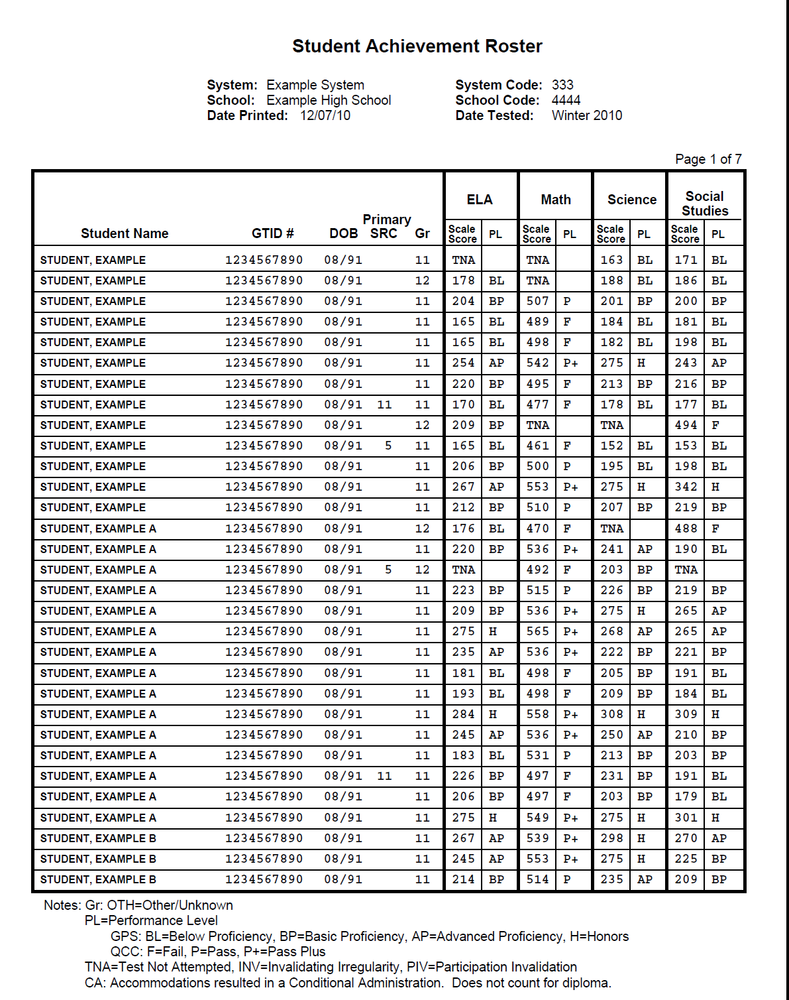 Student Achievement Roster
System: Example System System Code: 333
School: Example High School School Code: 4444
Date Printed: 12/07/10 Date Tested: Winter 2010
Page 1 of 7
ELA Math Science Social Studies
Student Name GTID # DOB Primary SRC Gr Scale Score PL Scale Score PL Scale Score PL Scale Score PL
STUDENT, EXAMPLE 1234567890 08/91 11 TNA TNA 163 BL 171 BL
STUDENT, EXAMPLE 1234567890 08/91 12 178 BL TNA 188 BL 186 BL
STUDENT, EXAMPLE 1234567890 08/91 11 204 BP 507 P 201 BP 200 BP
STUDENT, EXAMPLE 1234567890 08/91 11 165 BL 489 F 184 BL 181 BL
STUDENT, EXAMPLE 1234567890 08/91 11 165 BL 498 F 182 BL 198 BL
STUDENT, EXAMPLE 1234567890 08/91 11 254 AP 542 P+ 275 H 243 AP
STUDENT, EXAMPLE 1234567890 08/91 11 220 BP 495 F 213 BP 216 BP
STUDENT, EXAMPLE 1234567890 08/91 11 11 170 BL 477 F 178 BL 177 BL
STUDENT, EXAMPLE 1234567890 08/91 12 209 BP TNA TNA 494 F
STUDENT, EXAMPLE 1234567890 08/91 5 11 165 BL 461 F 152 BL 153 BL
STUDENT, EXAMPLE 1234567890 08/91 11 206 BP 500 P 195 BL 198 BL
STUDENT, EXAMPLE 1234567890 08/91 11 267 AP 553 P+ 275 H 342 H
STUDENT, EXAMPLE 1234567890 08/91 11 212 BP 510 P 207 BP 219 BP
STUDENT, EXAMPLE A 1234567890 08/91 12 176 BL 470 F TNA 488 F
STUDENT, EXAMPLE A 1234567890 08/91 11 220 BP 536 P+ 241 AP 190 BL
STUDENT, EXAMPLE A 1234567890 08/91 5 12 TNA 492 F 203 BP TNA
STUDENT, EXAMPLE A 1234567890 08/91 11 223 BP 515 P 226 BP 219 BP
STUDENT, EXAMPLE A 1234567890 08/91 11 209 BP 536 P+ 275 H 265 AP
STUDENT, EXAMPLE A 1234567890 08/91 11 275 H 565 P+ 268 AP 265 AP
STUDENT, EXAMPLE A 1234567890 08/91 11 235 AP 536 P+ 222 BP 221 BP
STUDENT, EXAMPLE A 1234567890 08/91 11 181 BL 498 F 205 BP 191 BL
STUDENT, EXAMPLE A 1234567890 08/91 11 193 BL 498 F 209 BP 184 BL
STUDENT, EXAMPLE A 1234567890 08/91 11 284 H 558 P+ 308 H 309 H
STUDENT, EXAMPLE A 1234567890 08/91 11 245 AP 536 P+ 250 AP 210 BP
STUDENT, EXAMPLE A 1234567890 08/91 11 183 BL 531 P 213 BP 203 BP
STUDENT, EXAMPLE A 1234567890 08/91 11 11 226 BP 497 F 231 BP 191 BL
STUDENT, EXAMPLE A 1234567890 08/91 11 206 BP 497 F 203 BP 179 BL
STUDENT, EXAMPLE A 1234567890 08/91 11 275 H 549 P+ 275 H 301 H
STUDENT, EXAMPLE B 1234567890 08/91 11 267 AP 539 P+ 298 H 270 AP
STUDENT, EXAMPLE B 1234567890 08/91 11 245 AP 553 P+ 275 H 225 BP
STUDENT, EXAMPLE B 1234567890 08/91 11 214 BP 514 P 235 AP 209 BP
Notes: Gr: OTH=Other/Unknown
PL=Performance Level
GPS: BL=Below Proficiency, BP=Basic Proficiency, AP=Advanced Proficiency, H=Honors
QCC: F=Fail, P=Pass, P+=Pass Plus
TNA=Test Not Attempted, INV=Invalidating Irregularity, PIV=Participation Invalidation
CA: Accommodations resulted in a Conditional Administration. Does not count for diploma.